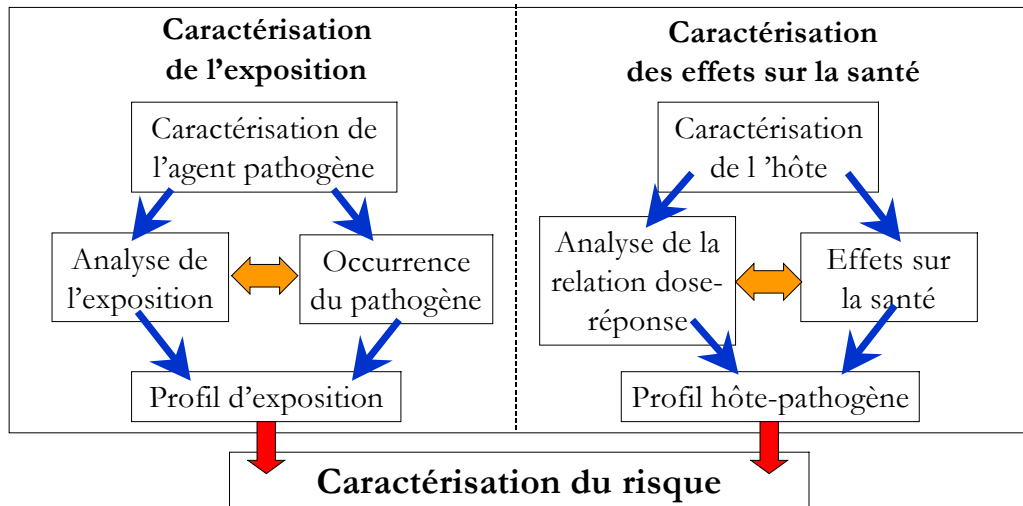 Caractérisation
de l’exposition
Caractérisation de
l’agent pathogène
Analyse de
l’exposition
Occurrence
du pathogène
Profil d’exposition
Caractérisation
des effets sur la santé
Caractérisation
de l ’hôte
Analyse de la
relation dose-
réponse
Effets sur
la santé
Profil hôte-pathogène
Caractérisation du risque